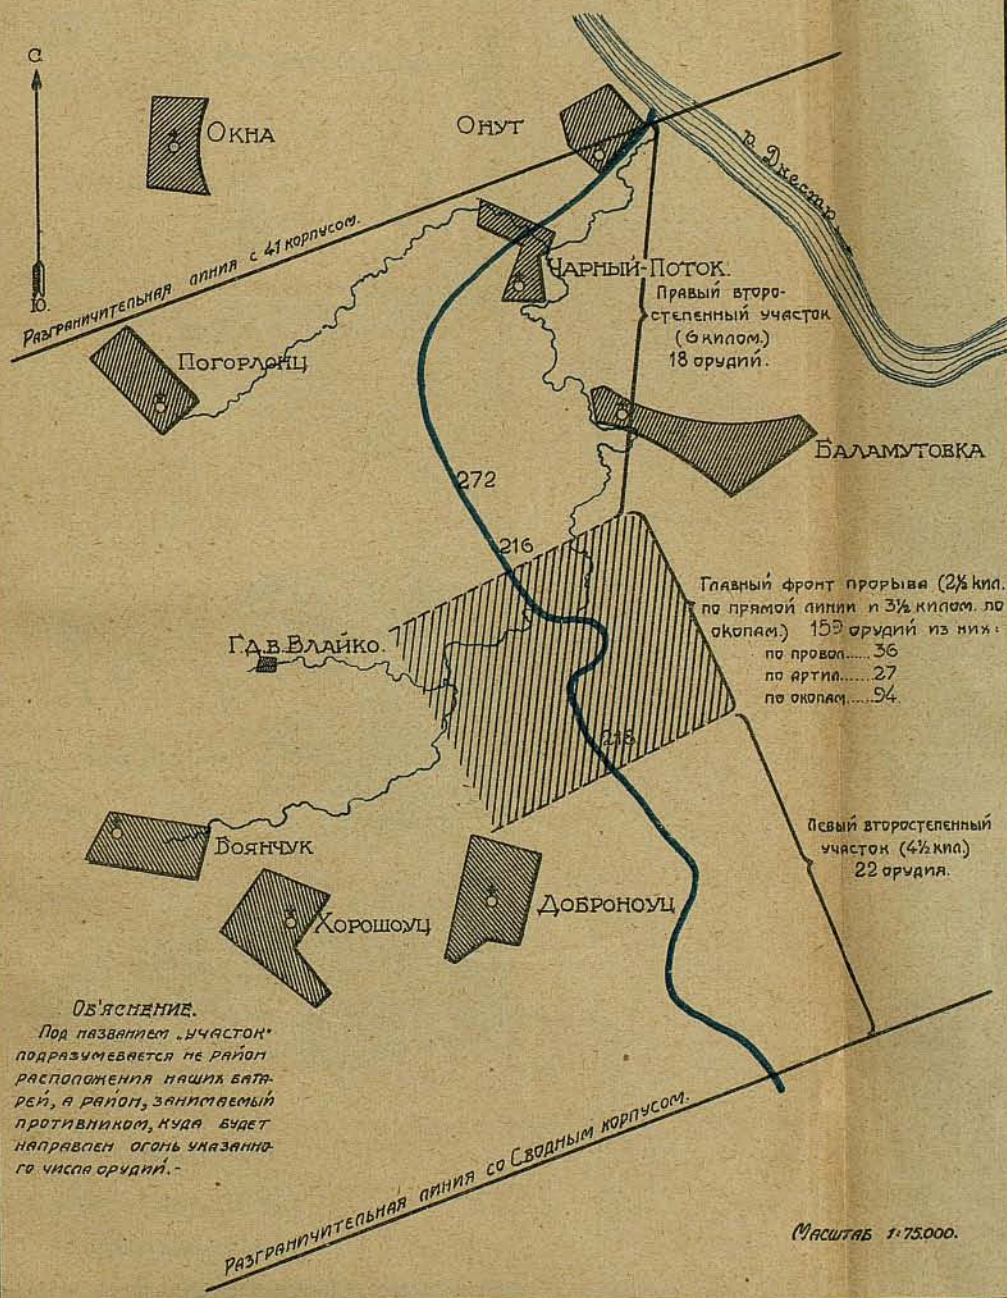 С.
Окна
Онут
р. Днестр
Разграничительная линия с 41 корпусом.
Ю.
Чарный-Поток.
Правый второ-
степенный участок
(6 килом.)
18 орудий.
Погорлоиц
Баламутовка
272
216
Главный фронт прорыва (2½ кил.
по прямой линии и 3½ килом. по
окопам.) 159 орудий из них:
по провол.....36
по артил.......27
по окопам.....94.
Г.д.в. Влайко.
218
Левый второстепенный
участок (4½ кил.)
22 орудия.
Боянчук
Хорошоуц
Доброноуц
Об'яснение.
Под названием „участок“
подразумевается не район
расположения наших бата-
рей, а район, занимаемый
противником, куда будет
направлен огонь указанно-
го числа орудий.-
Разграничительная линия со Сводным корпусом.
Масштаб 1:75.000.